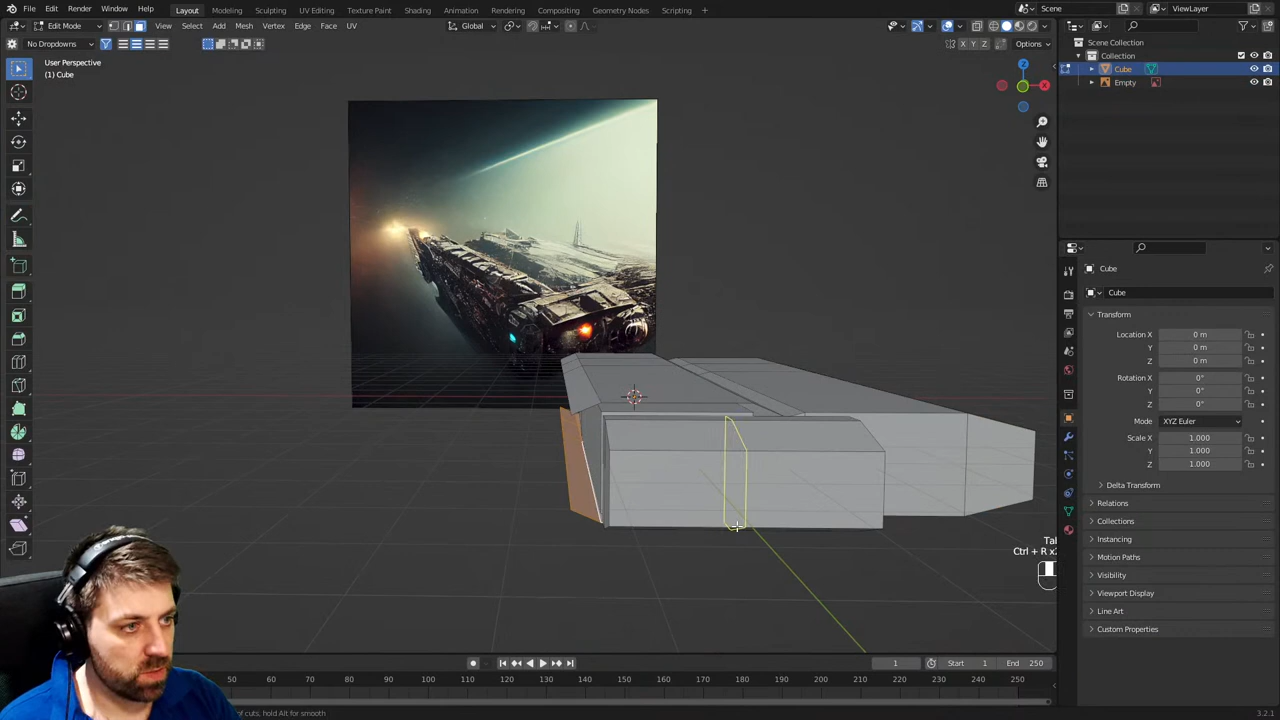 File Edit Render Window Help Layout Modeling Sculpting UV Editing Texture Paint Shading Animation Rendering Compositing Geometry Nodes Scripting + Scene ViewLayer
Edit Mode View Select Add Mesh Vertex Edge Face UV Global
No Dropdowns X Y Z Options
User Perspective
(1) Cube
Z
X
Scene Collection
Collection
Cube
Empty
Cube
Cube
Transform
Location X 0 m
Y 0 m
Z 0 m
Rotation X 0°
Y 0°
Z 0°
Mode XYZ Euler
Scale X 1.000
Y 1.000
Z 1.000
Delta Transform
Relations
Collections
Instancing
Motion Paths
Visibility
Viewport Display
Line Art
Custom Properties
Ctrl + R
1 Start 1 End 250
50 60 70 80 90 100 110 120 130 140 150 160 170 180 190 200 210 220 230 240 250
of cuts, hold Alt for smooth 3.2.1